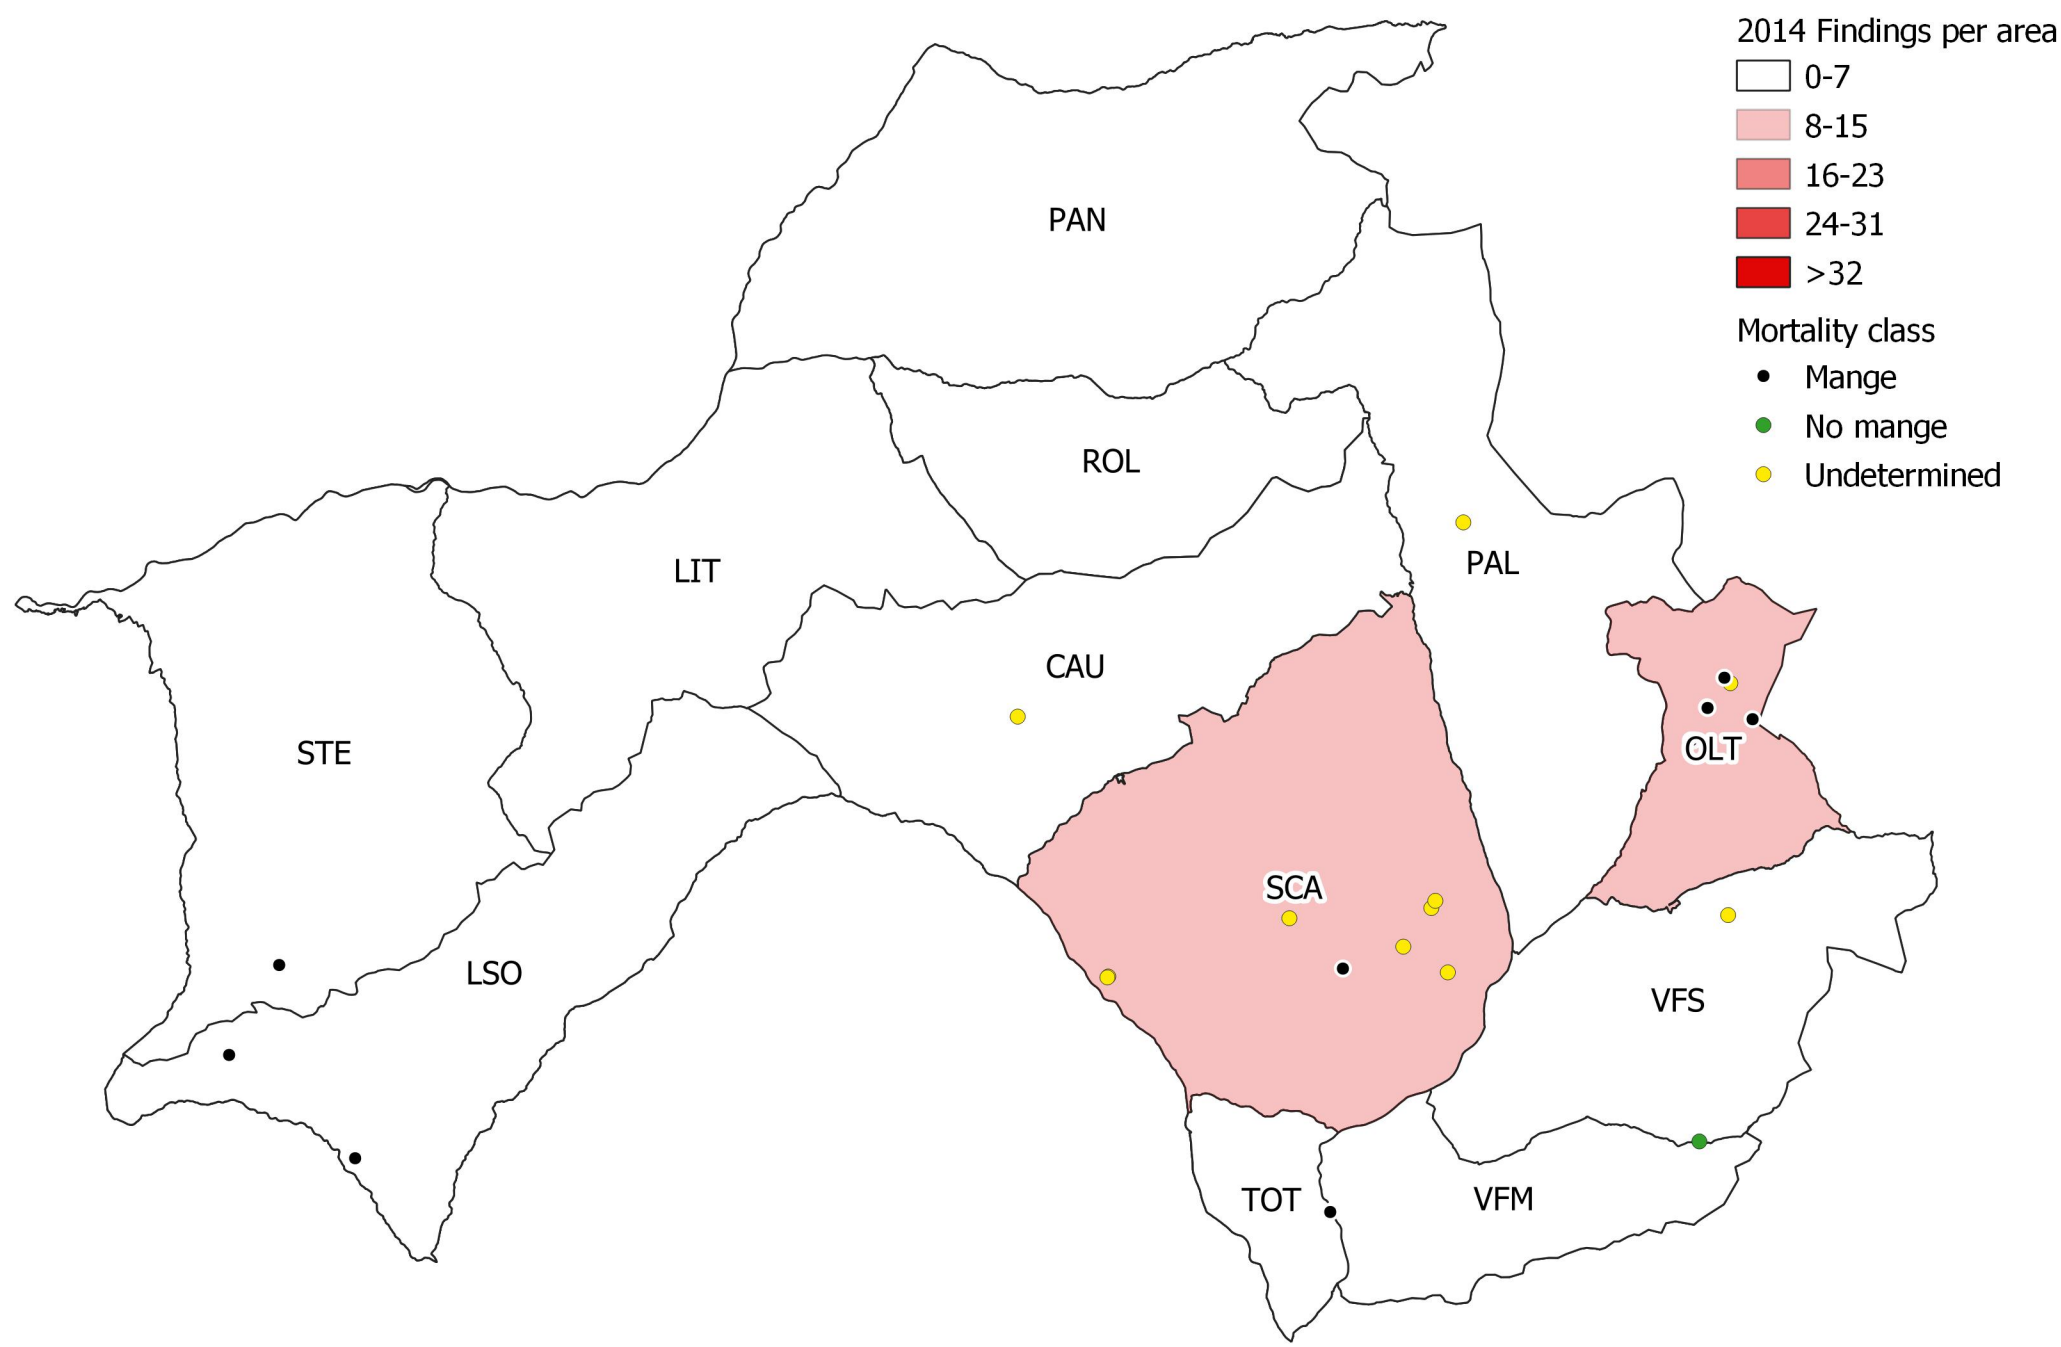 2014 Findings per area
0-7
8-15
16-23
24-31
>32
Mortality class
Mange
No mange
Undetermined
PAN
ROL
LIT
PAL
CAU
STE
OLT
SCA
LSO
VFS
TOT
VFM